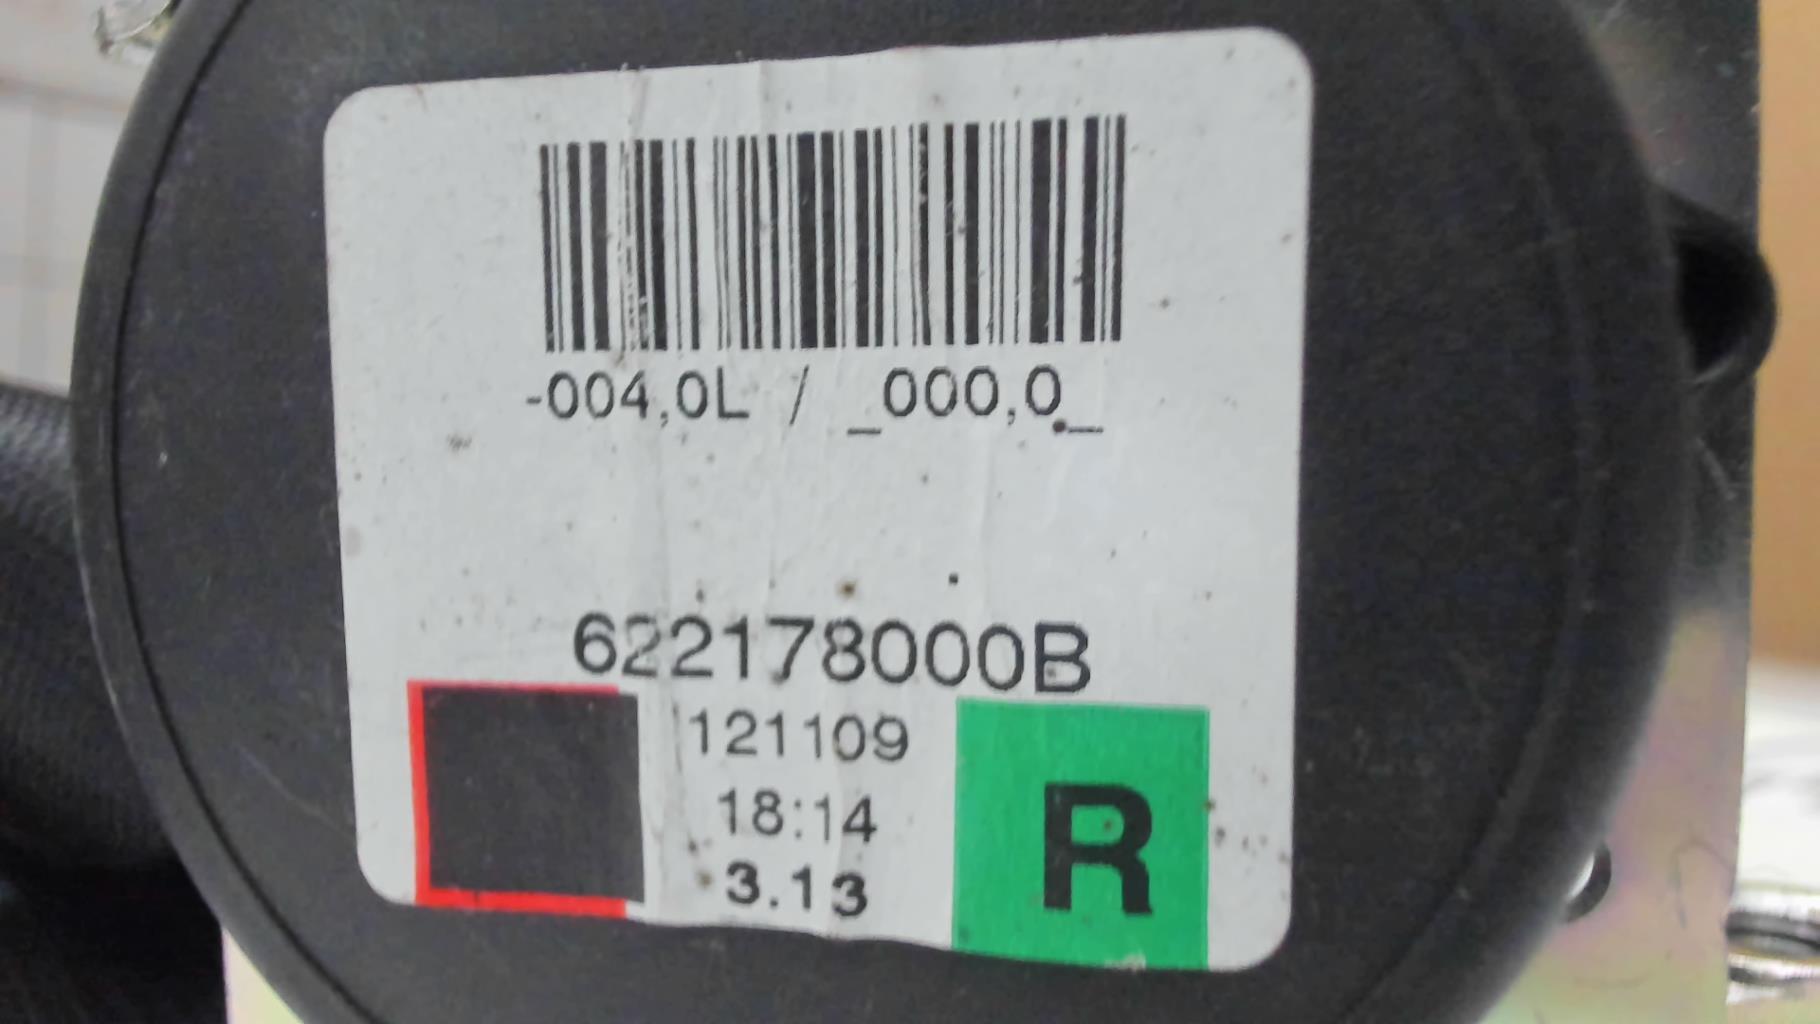 -004,0L / _000,0_
622178000B
121109
18:14
3.13
R